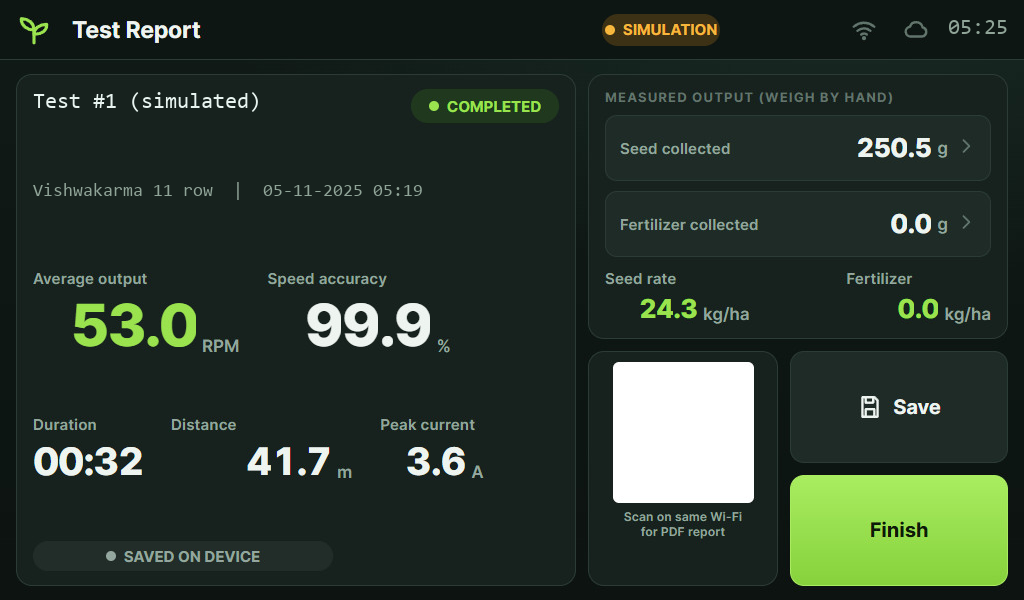 Test Report
SIMULATION
05:25
Test #1 (simulated)
COMPLETED
Vishwakarma 11 row | 05-11-2025 05:19
Average output
Speed accuracy
53.0 RPM
99.9 %
Duration
Distance
Peak current
00:32
41.7 m
3.6 A
SAVED ON DEVICE
MEASURED OUTPUT (WEIGH BY HAND)
Seed collected 250.5 g
Fertilizer collected 0.0 g
Seed rate
Fertilizer
24.3 kg/ha
0.0 kg/ha
Scan on same Wi-Fi
for PDF report
Save
Finish